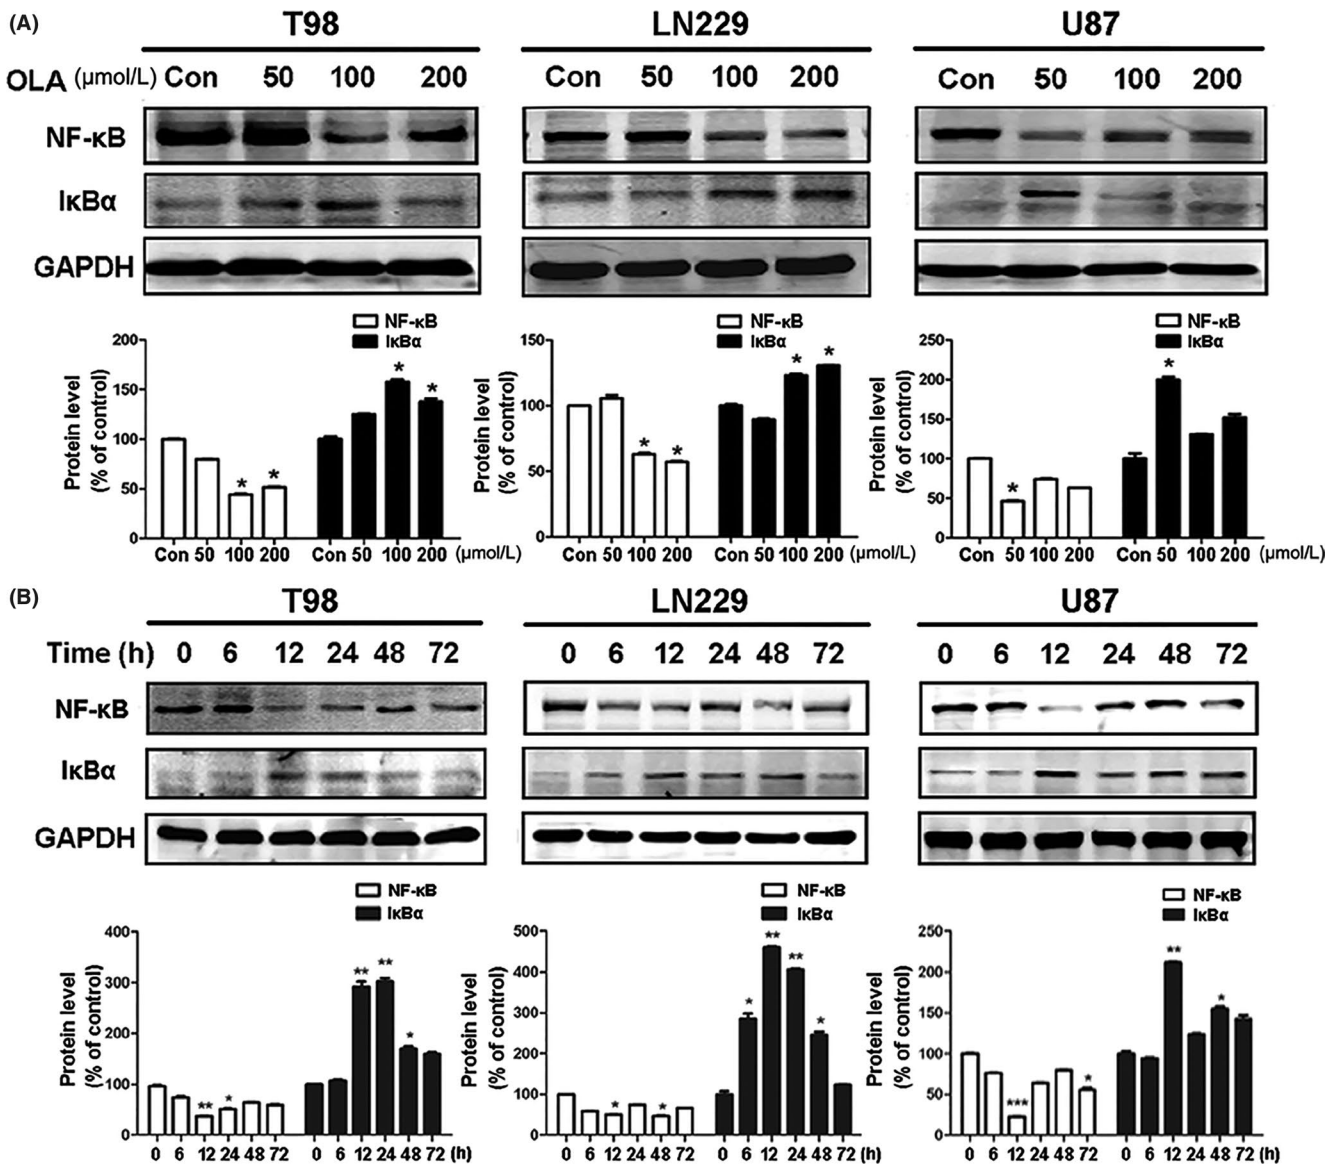 (A)
T98 LN229 U87
OLA (μmol/L) Con 50 100 200 Con 50 100 200 Con 50 100 200
NF-κB
IκBα
GAPDH
NF-κB
IκBα
Protein level
(% of control)
200
150
100
50
0
* * * *
Con 50 100 200 Con 50 100 200 (μmol/L)
NF-κB
IκBα
Protein level
(% of control)
150
100
50
0
* * * *
Con 50 100 200 Con 50 100 200 (μmol/L)
NF-κB
IκBα
Protein level
(% of control)
250
200
150
100
50
0
* *
Con 50 100 200 Con 50 100 200 (μmol/L)
(B)
T98 LN229 U87
Time (h) 0 6 12 24 48 72 0 6 12 24 48 72 0 6 12 24 48 72
NF-κB
IκBα
GAPDH
NF-κB
IκBα
Protein level
(% of control)
400
300
200
100
0
** * ** ** *
0 6 12 24 48 72 0 6 12 24 48 72 (h)
NF-κB
IκBα
Protein level
(% of control)
500
400
300
200
100
0
* * * ** ** *
0 6 12 24 48 72 0 6 12 24 48 72 (h)
NF-κB
IκBα
Protein level
(% of control)
250
200
150
100
50
0
*** * ** *
0 6 12 24 48 72 0 6 12 24 48 72 (h)